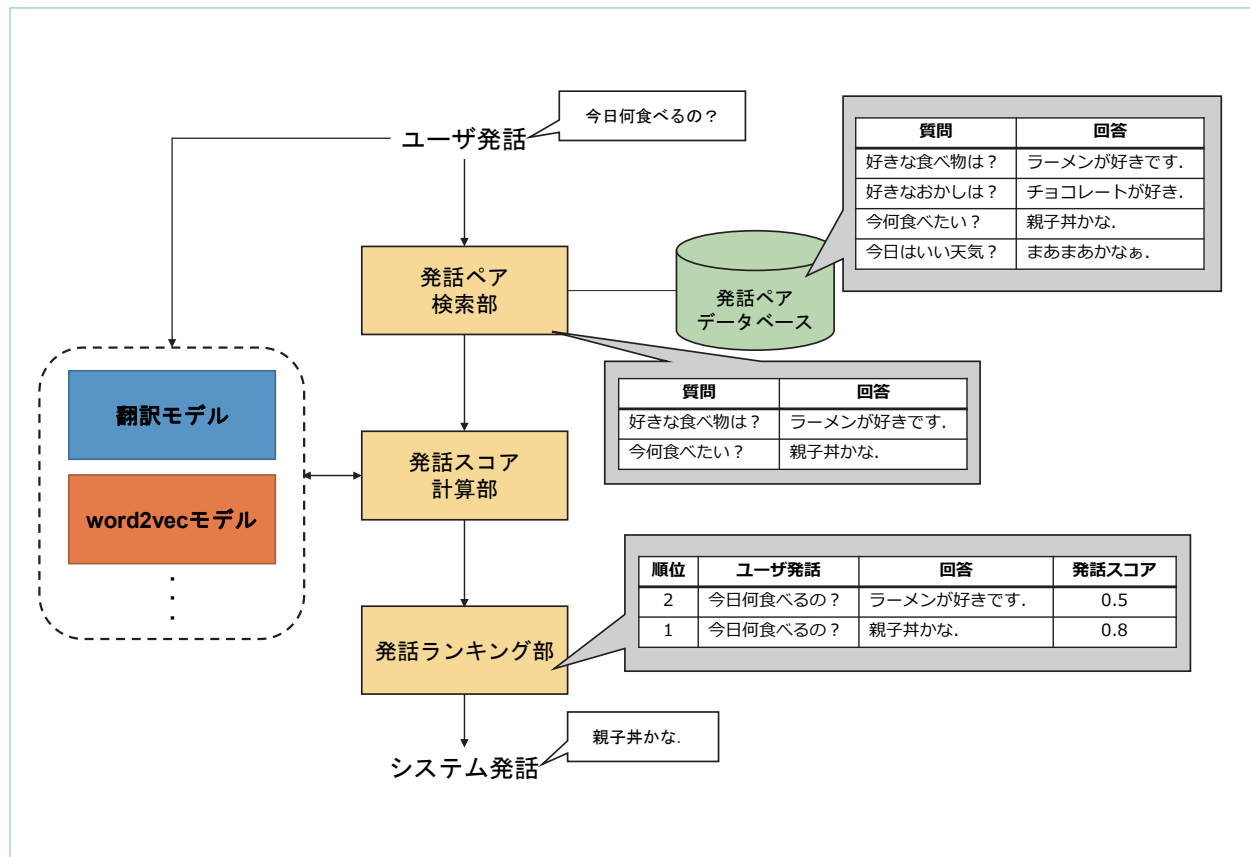 今日何食べるの？
ユーザ発話
質問 回答
好きな食べ物は？ ラーメンが好きです.
好きなおかしは？ チョコレートが好き.
今何食べたい？ 親子丼かな.
今日はいい天気？ まあまあかなぁ.
発話ペア
検索部
発話ペア
データベース
質問 回答
好きな食べ物は？ ラーメンが好きです.
今何食べたい？ 親子丼かな.
翻訳モデル
word2vecモデル
発話スコア
計算部
順位 ユーザ発話 回答 発話スコア
2 今日何食べるの？ ラーメンが好きです. 0.5
1 今日何食べるの？ 親子丼かな. 0.8
発話ランキング部
親子丼かな.
システム発話